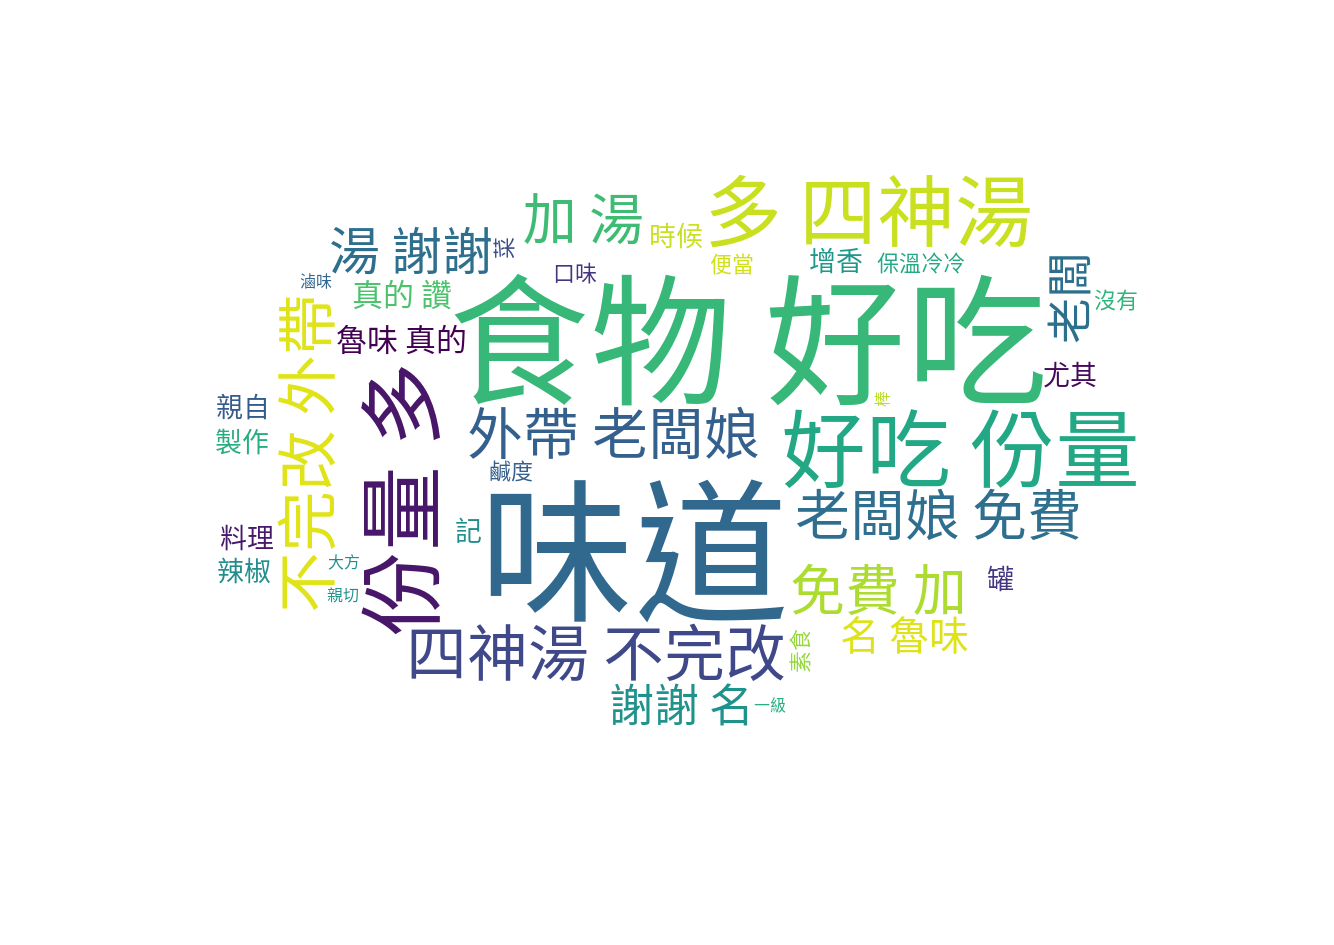 多 四神湯
加 湯
時候
湯 謝謝
便當
增香
保溫冷冷
口味
滷味
真的 讚
老闆
沒有
食物 好吃
魯味 真的
尤其
不完改 外帶
份量 多
親自
棒
外帶 老闆娘
好吃 份量
製作
鹹度
味道
老闆娘 免費
記
料理
大方
辣椒
免費 加
罐
親切
四神湯 不完改
素食
名 魯味
謝謝 名
一級